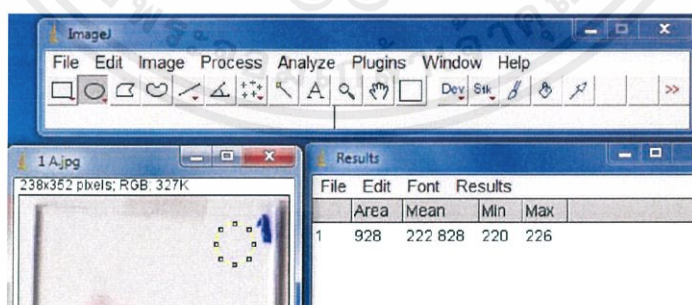 ImageJ
File Edit Image Process Analyze Plugins Window Help
A Dev Stk >>
1 A.jpg
238x352 pixels; RGB; 327K
1
Results
File Edit Font Results
Area Mean Min Max
1 928 222 828 220 226